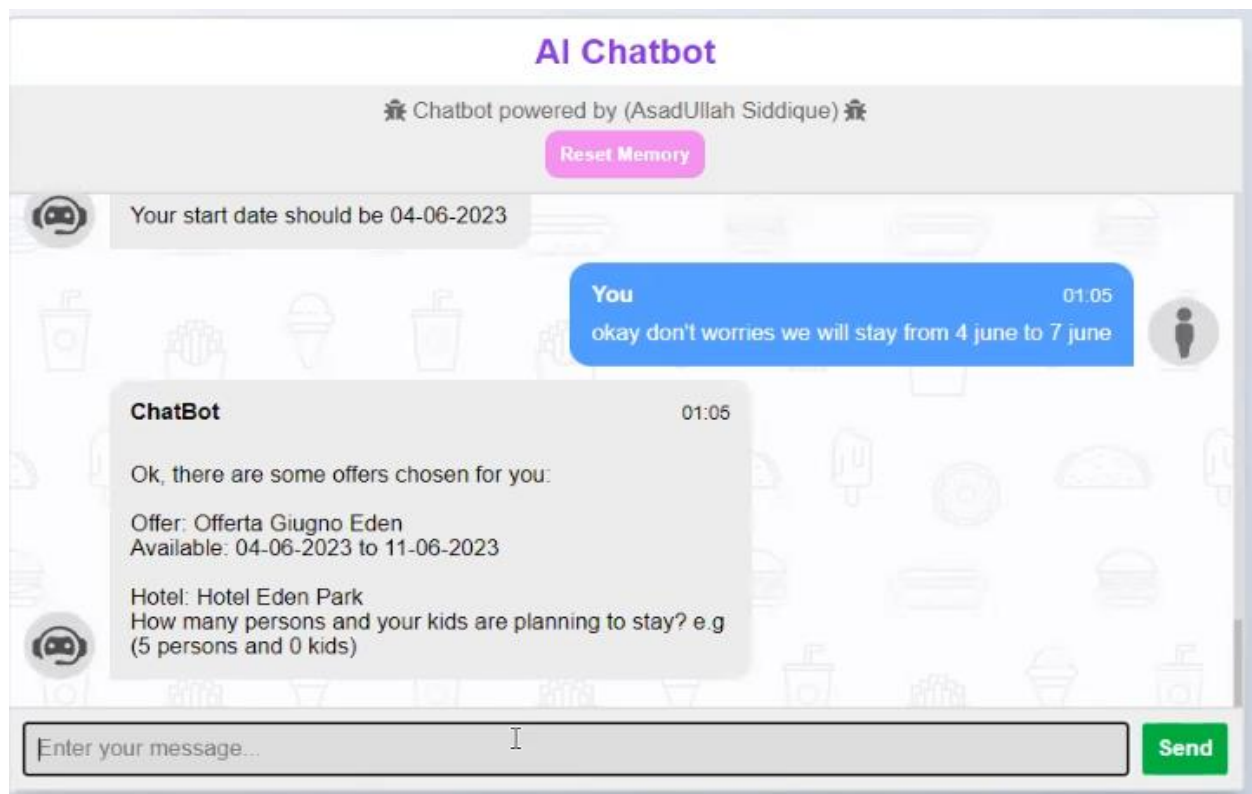 AI Chatbot
Chatbot powered by (AsadUllah Siddique)
Reset Memory
Your start date should be 04-06-2023
You 01:05
okay don't worries we will stay from 4 june to 7 june
ChatBot 01:05
Ok, there are some offers chosen for you:
Offer: Offerta Giugno Eden
Available: 04-06-2023 to 11-06-2023
Hotel: Hotel Eden Park
How many persons and your kids are planning to stay? e.g
(5 persons and 0 kids)
Enter your message...
Send